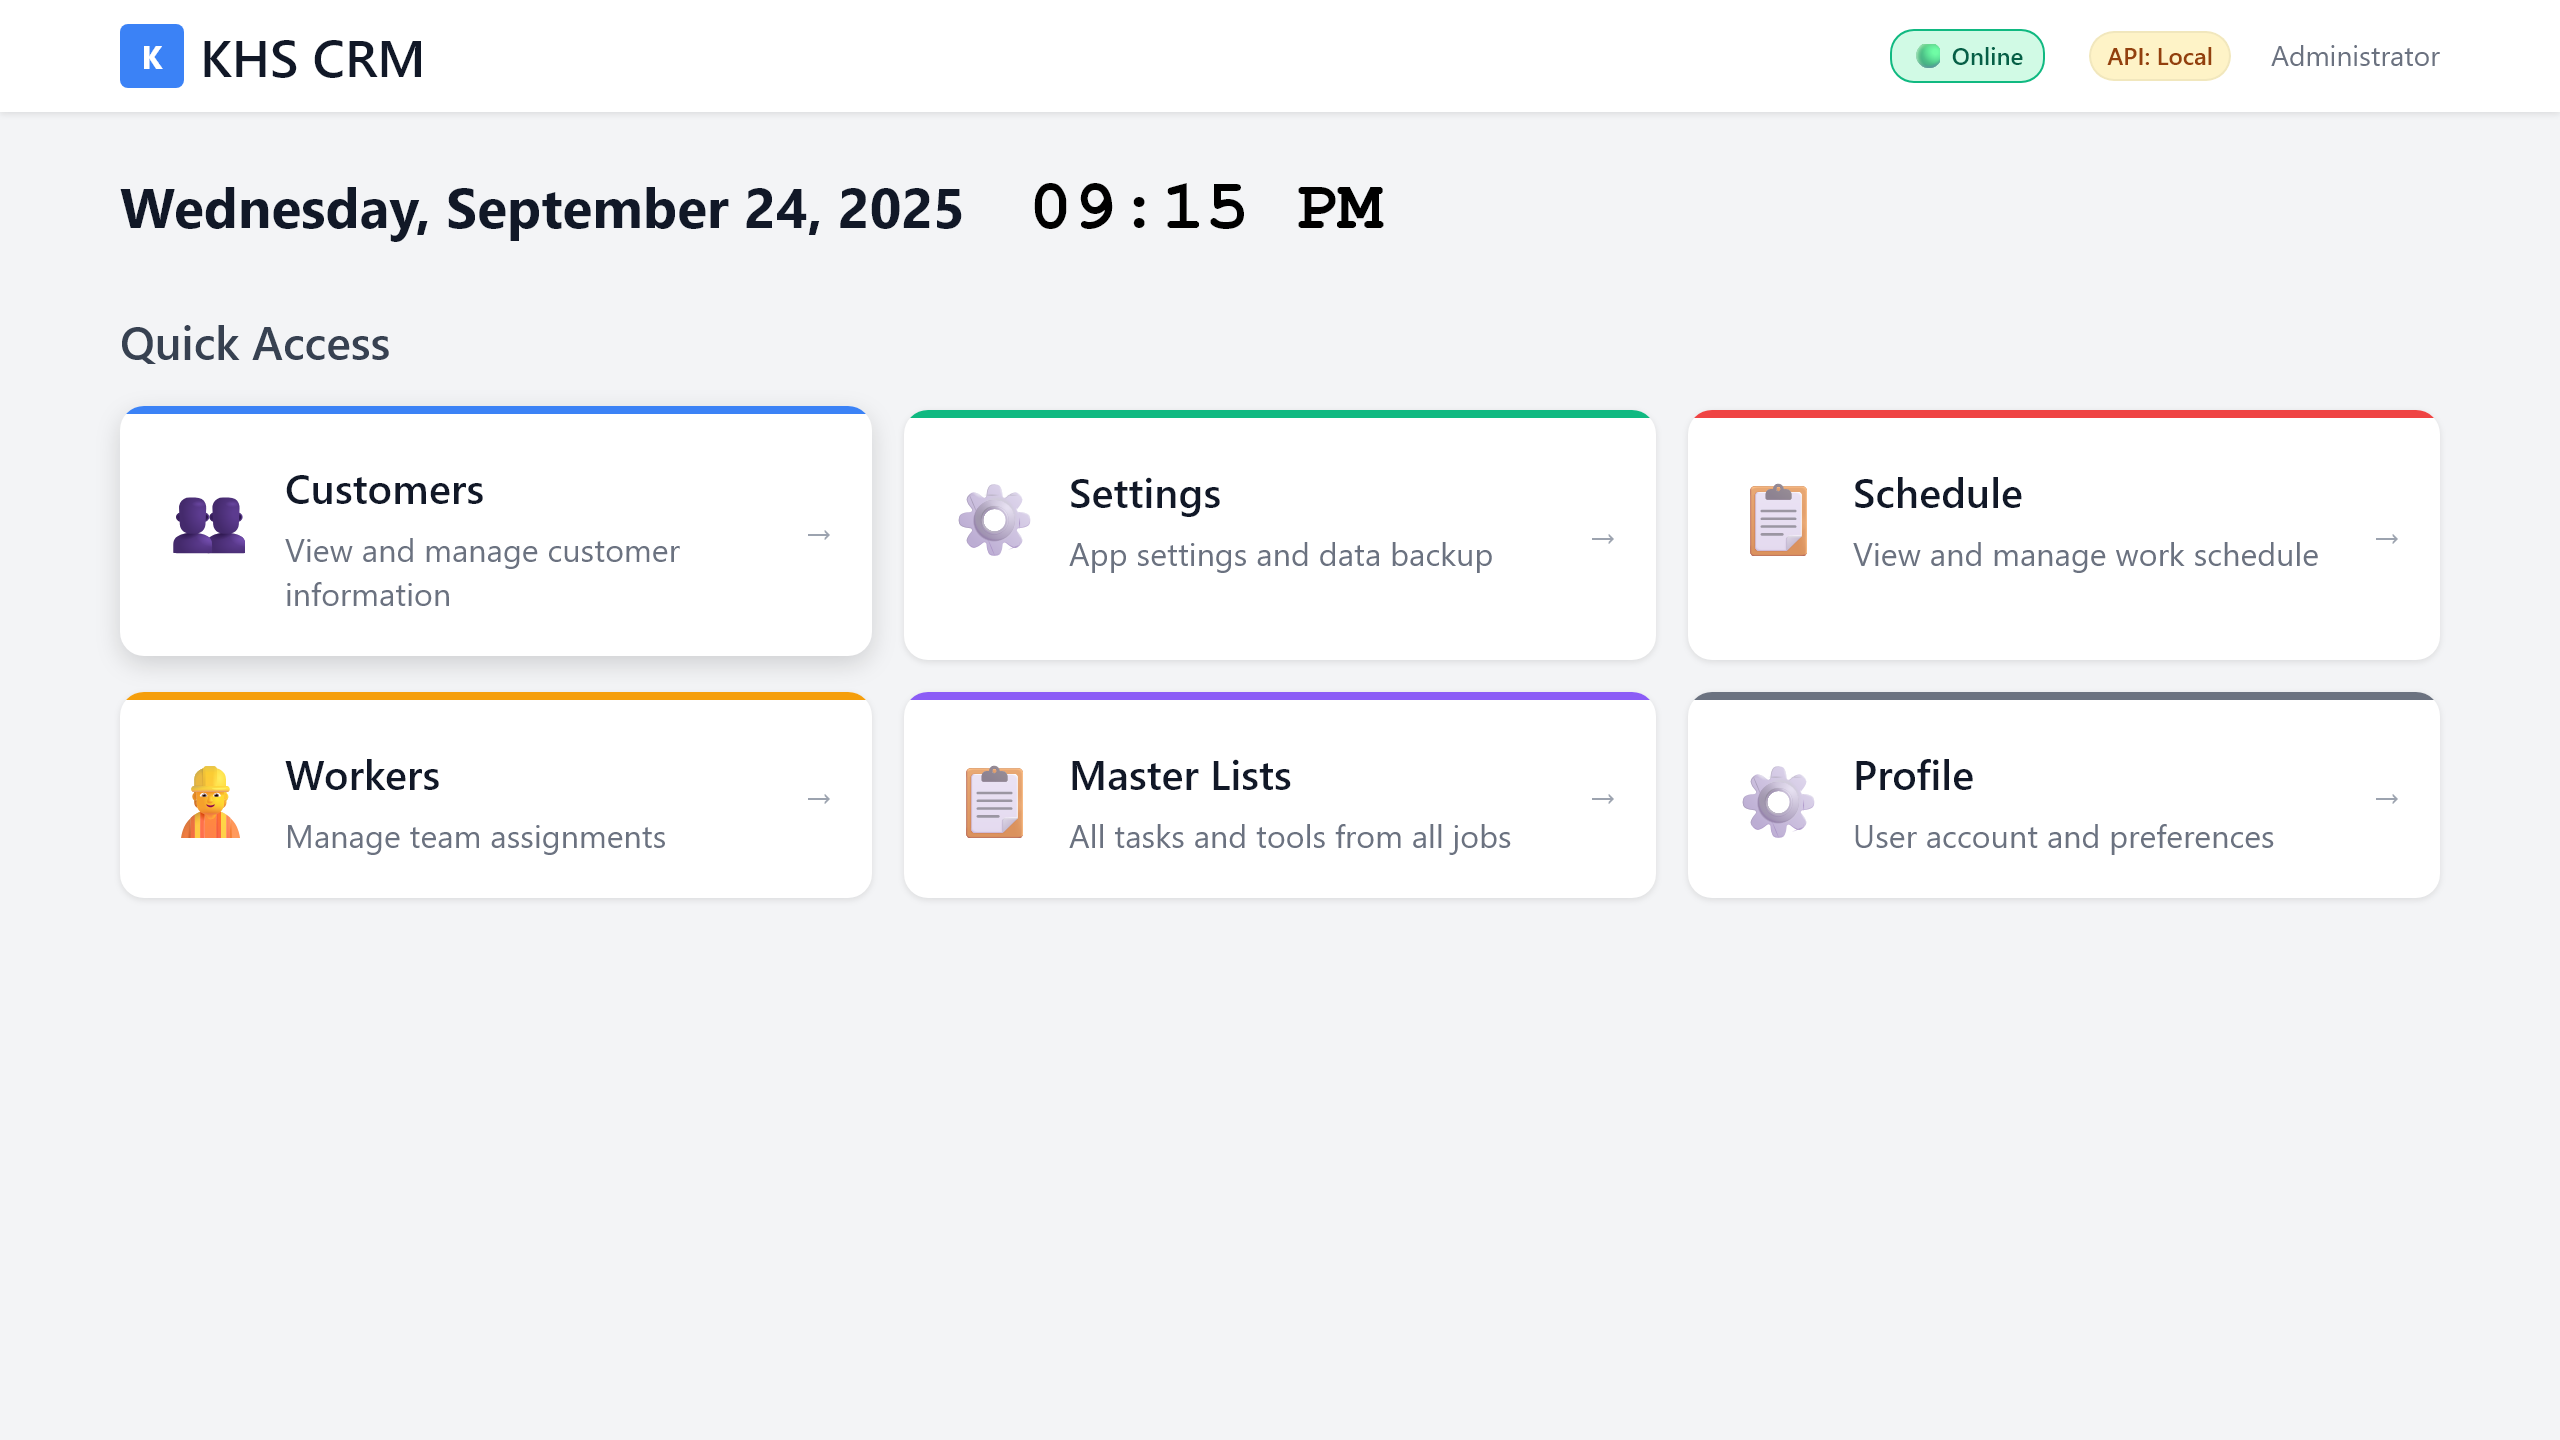 K KHS CRM
Online
API: Local
Administrator
Wednesday, September 24, 2025 09:15 PM
Quick Access
Customers
View and manage customer
information
→
Settings
App settings and data backup
→
Schedule
View and manage work schedule
→
Workers
Manage team assignments
→
Master Lists
All tasks and tools from all jobs
→
Profile
User account and preferences
→